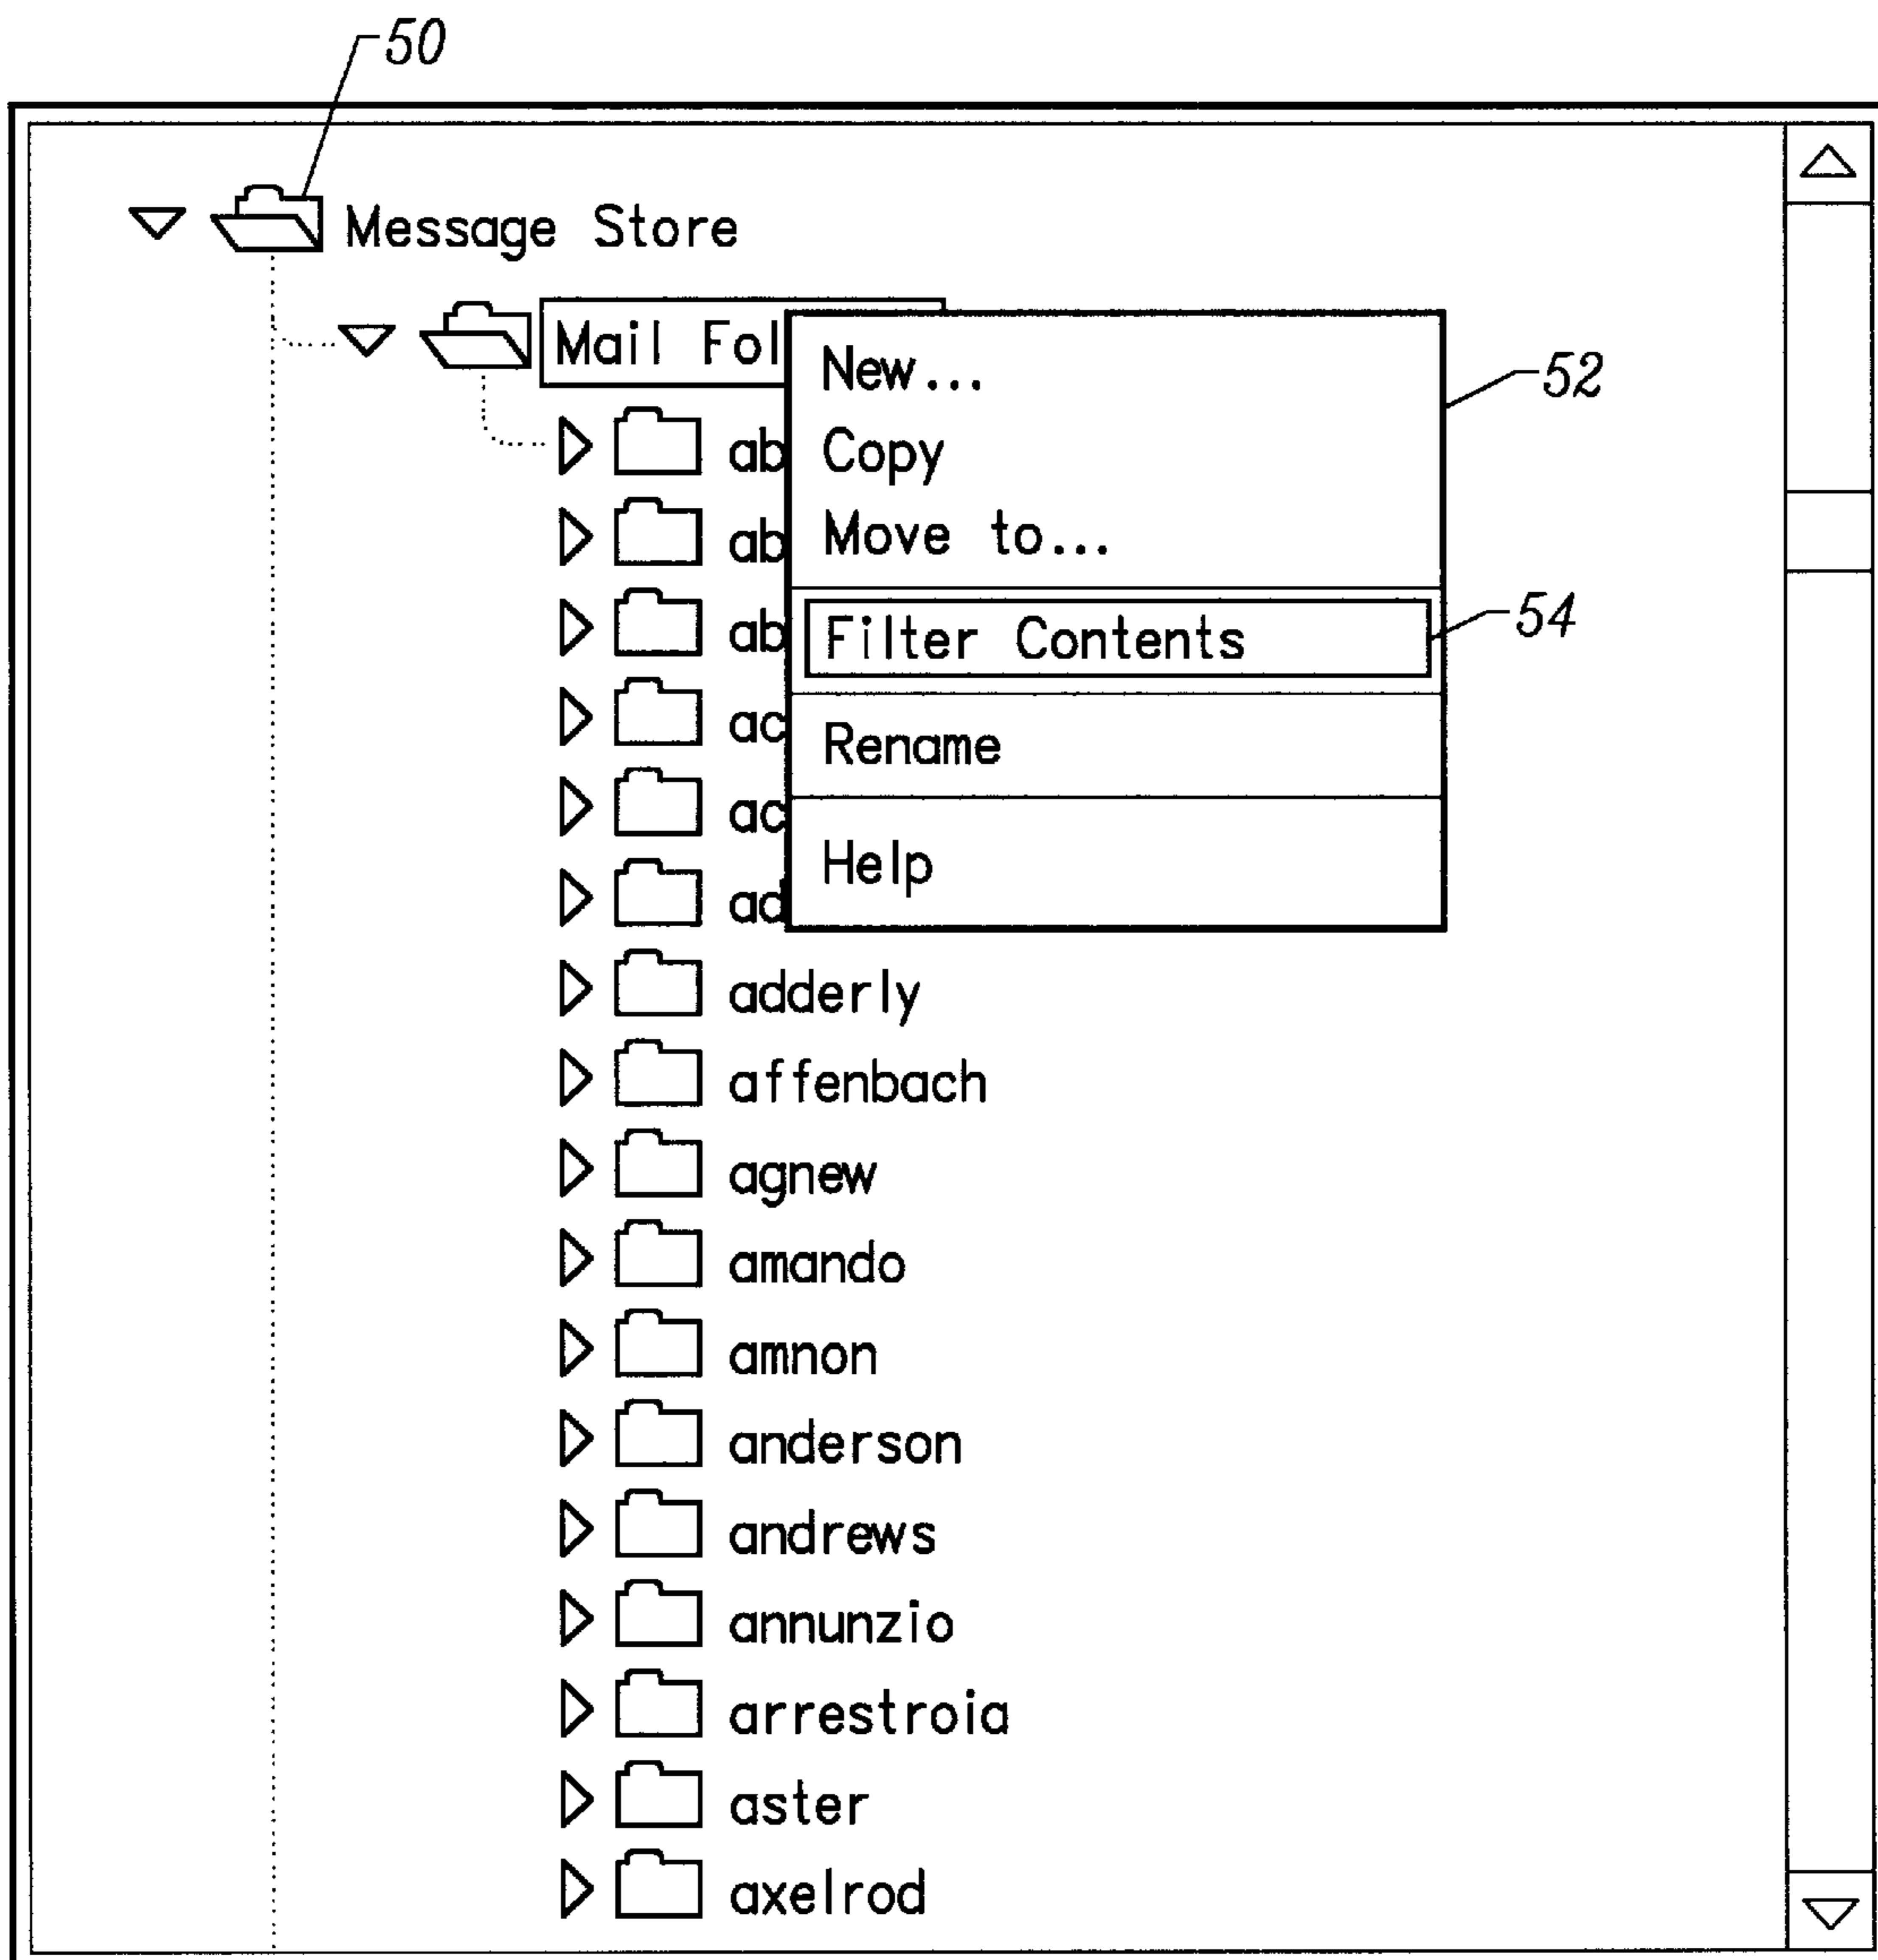 50
Message Store
Mail Fol
New...
52
ab
Copy
ab
Move to...
ab
Filter Contents
54
ac
Rename
ac
Help
ad
adderly
affenbach
agnew
amando
amnon
anderson
andrews
annunzio
arrestroia
aster
axelrod